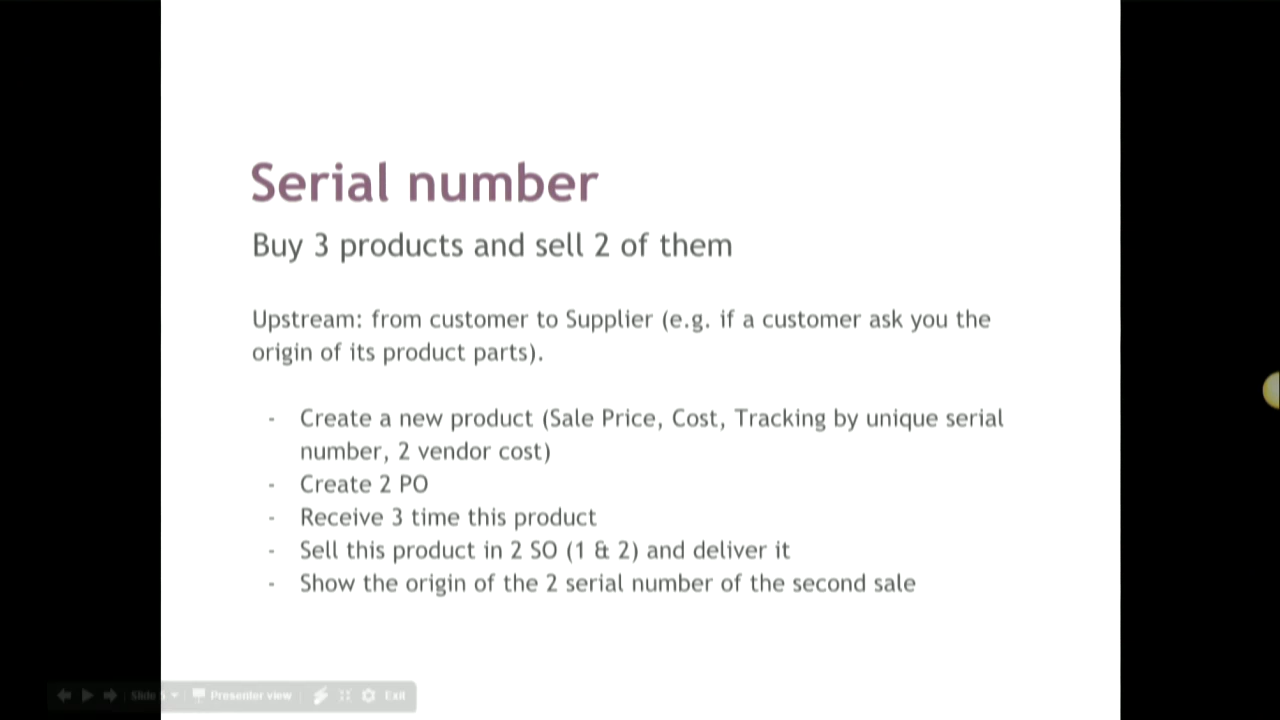 Serial number
Buy 3 products and sell 2 of them
Upstream: from customer to Supplier (e.g. if a customer ask you the
origin of its product parts).
- Create a new product (Sale Price, Cost, Tracking by unique serial
number, 2 vendor cost)
- Create 2 PO
- Receive 3 time this product
- Sell this product in 2 SO (1 & 2) and deliver it
- Show the origin of the 2 serial number of the second sale
Slide Presenter view Exit